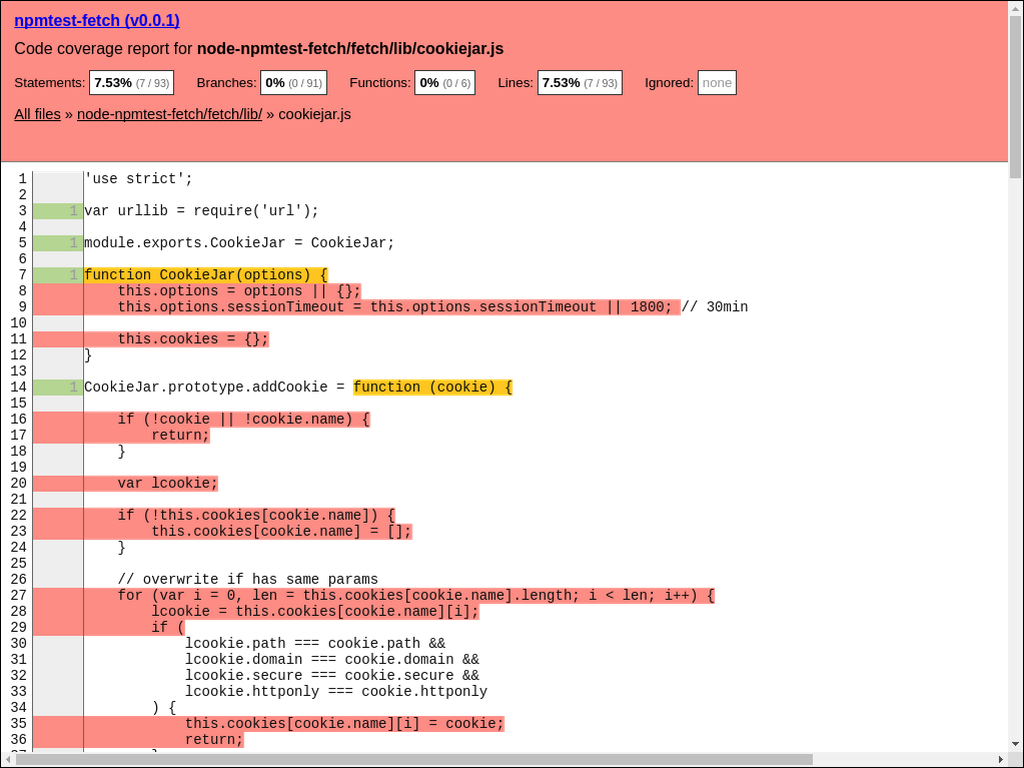 npmtest-fetch (v0.0.1)
Code coverage report for node-npmtest-fetch/fetch/lib/cookiejar.js
Statements: 7.53% (7 / 93) Branches: 0% (0 / 91) Functions: 0% (0 / 6) Lines: 7.53% (7 / 93) Ignored: none
All files » node-npmtest-fetch/fetch/lib/ » cookiejar.js
1 'use strict';
2
3 1 var urllib = require('url');
4
5 1 module.exports.CookieJar = CookieJar;
6
7 1 function CookieJar(options) {
8 this.options = options || {};
9 this.options.sessionTimeout = this.options.sessionTimeout || 1800; // 30min
10
11 this.cookies = {};
12 }
13
14 1 CookieJar.prototype.addCookie = function (cookie) {
15
16 if (!cookie || !cookie.name) {
17 return;
18 }
19
20 var lcookie;
21
22 if (!this.cookies[cookie.name]) {
23 this.cookies[cookie.name] = [];
24 }
25
26 // overwrite if has same params
27 for (var i = 0, len = this.cookies[cookie.name].length; i < len; i++) {
28 lcookie = this.cookies[cookie.name][i];
29 if (
30 lcookie.path === cookie.path &&
31 lcookie.domain === cookie.domain &&
32 lcookie.secure === cookie.secure &&
33 lcookie.httponly === cookie.httponly
34 ) {
35 this.cookies[cookie.name][i] = cookie;
36 return;